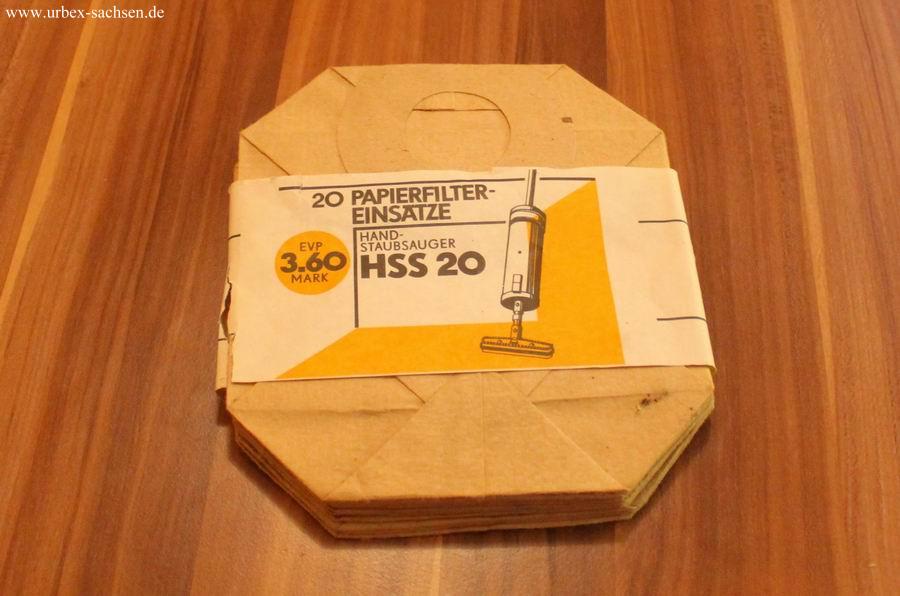 www.urbex-sachsen.de
20 PAPIERFILTER-
EINSÄTZE
EVP
3.60
MARK
HAND-
STAUBSAUGER
HSS 20